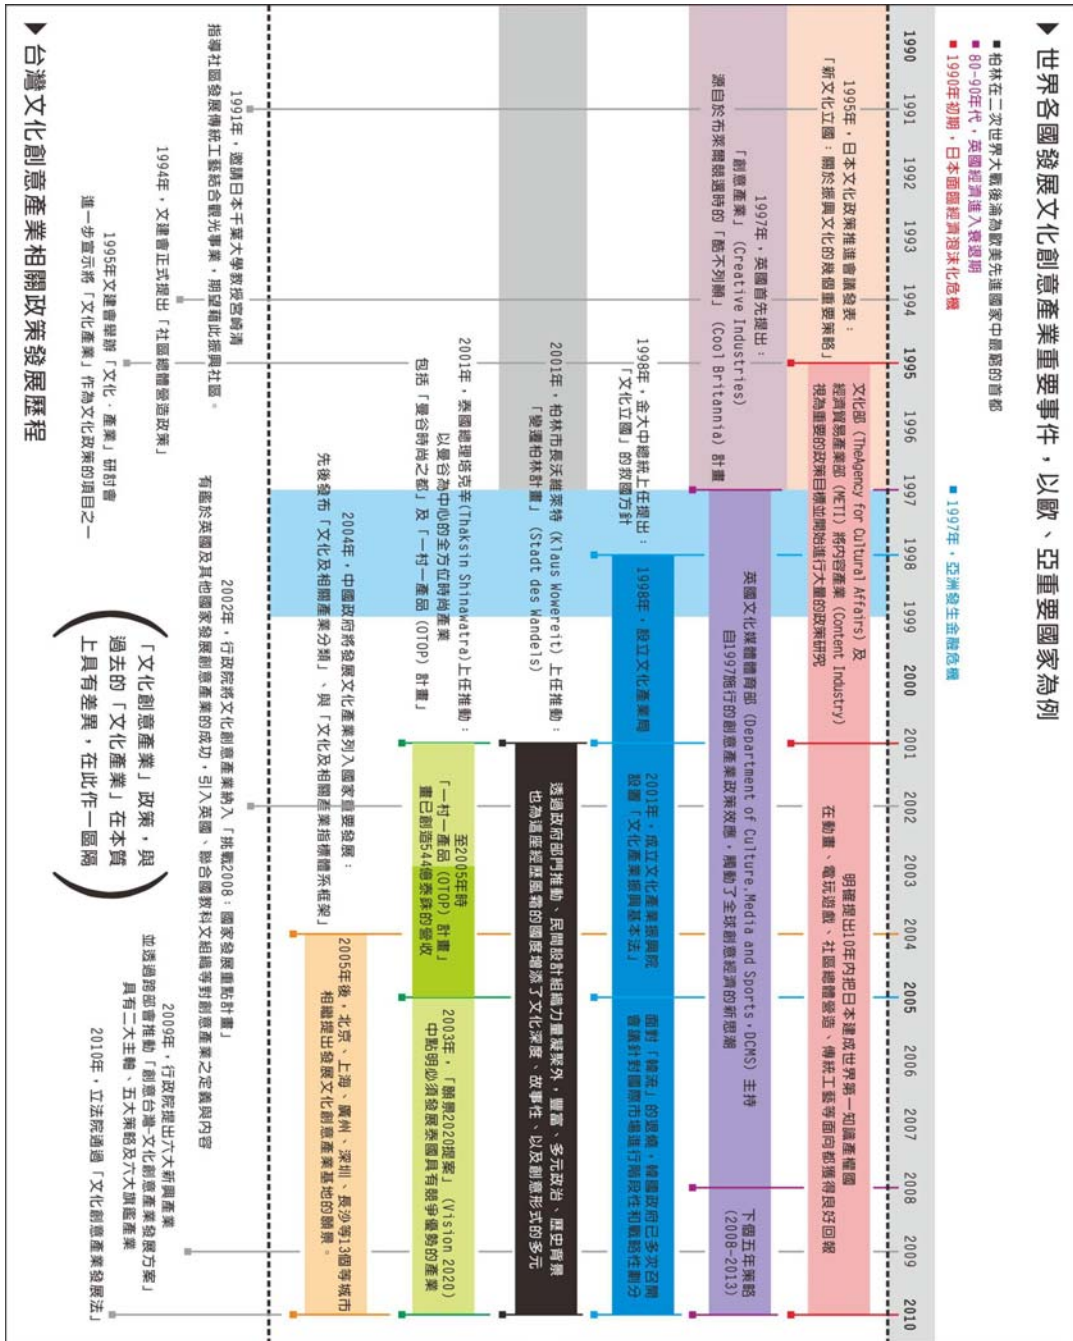 ▶ 世界各國發展文化創意產業重要事件，以歐、亞重要國家為例
■ 柏林在二次世界大戰後淪為歐美先進國家中最窮的首都
■ 80-90年代，英國經濟進入衰退期
■ 1990年初期，日本面臨經濟泡沫化危機
■ 1997年，亞洲發生金融危機
1990 1991 1992 1993 1994 1995 1996 1997 1998 1999 2000 2001 2002 2003 2004 2005 2006 2007 2008 2009 2010
1995年，日本文化政策推進會議發表：
「新文化立國：關於振興文化的幾個重要策略」
文化部 (TheAgency for Cultural Affairs) 及
經濟貿易產業部 (METI) 將內容產業 (Content Industry)
視為重要的政策目標並開始進行大量的政策研究
明確提出10年內把日本建成世界第一知識產權國
在動畫、電玩遊戲、社區總體營造、傳統工藝等面向都獲得良好回報
1997年，英國首先提出：
「創意產業」 (Creative Industries)
源自於布萊爾競選時的「酷不列顛」 (Cool Britannia) 計畫
英國文化媒體體育部 (Department of Culture,Media and Sports，DCMS) 主持
自1997施行的創意產業政策效應，觸動了全球創意經濟的新思潮
下個五年策略
(2008-2013)
1998年，金大中總統上任提出：
「文化立國」的救國方針
1998年，設立文化產業局
2001年，成立文化產業振興院
設置「文化產業振興基本法」
面對「韓流」的退燒，韓國政府已多次召開
會議針對國際市場進行階段性和戰略性劃分
2001年，柏林市長沃維萊特 (Klaus Wowereit) 上任推動：
「變遷柏林計畫」 (Stadt des Wandels)
透過政府部門推動、民間設計組織力量凝聚外，豐富、多元政治、歷史背景
也為這座經歷風霜的國度增添了文化深度、故事性、以及創意形式的多元
2001年，泰國總理塔克辛(Thaksin Shinawatra)上任推動：
以曼谷為中心的全方位時尚產業
包括「曼谷時尚之都」及「一村一產品 (OTOP) 計畫」
至2005年時
「一村一產品 (OTOP) 計畫」
畫已創造544億泰銖的營收
2003年，「願景2020提案」 (Vision 2020)
中點明必須發展泰國具有競爭優勢的產業
2004年，中國政府將發展文化產業列入國家重要發展：
先後發布「文化及相關產業分類」、與「文化及相關產業指標體系框架」
2005年後，北京、上海、廣州、深圳、長沙等13個等城市
相繼提出發展文化創意產業基地的願景。
1991年，邀請日本千葉大學教授宮崎清
指導社區發展傳統工藝結合觀光事業，期望藉此振興社區。
1994年，文建會正式提出「社區總體營造政策」
1995年文建會舉辦「文化·產業」研討會
進一步宣示將「文化產業」作為文化政策的項目之一
2002年，行政院將文化創意產業納入「挑戰2008：國家發展重點計畫」
有鑑於英國及其他國家發展創意產業的成功，引入英國、聯合國教科文組織等對創意產業之定義與內容
（「文化創意產業」政策，與
過去的「文化產業」在本質
上具有差異，在此作一區隔）
2009年，行政院提出六大新興產業
並透過跨部會推動「創意台灣-文化創意產業發展方案」
具有二大主軸、五大策略及六大旗艦產業
2010年，立法院通過「文化創意產業發展法」
▶ 台灣文化創意產業相關政策發展歷程